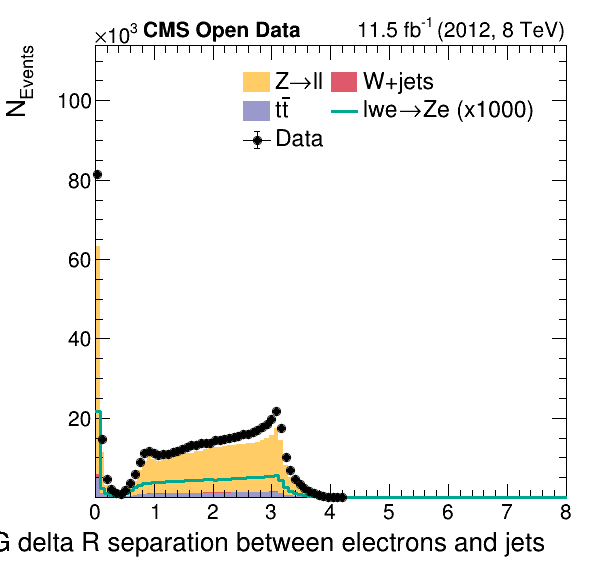 ×10³ CMS Open Data 11.5 fb⁻¹ (2012, 8 TeV)
N_Events
Z→ll W+jets
tt̄ lwe→Ze (x1000)
Data
100
80
60
40
20
0 1 2 3 4 5 6 7 8
G delta R separation between electrons and jets